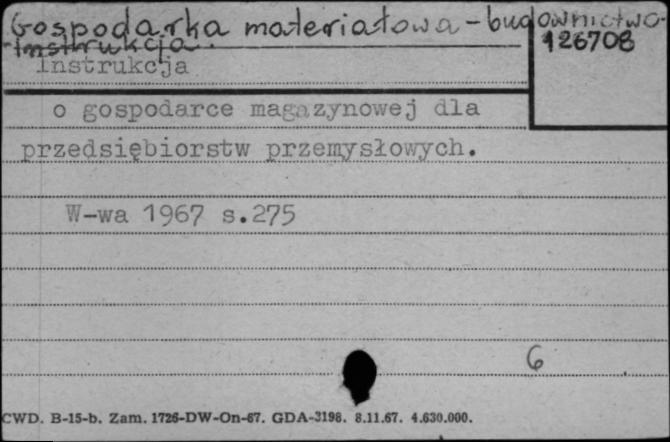 Gospodarka materiałowa - budownictwo -
- instrukcja.
126708
Instrukcja
o gospodarce magazynowej dla
przedsiębiorstw przemysłowych.
W-wa 1967 s.275
6
CWD. B-15-b. Zam. 1726-DW-On-67. GDA-3198. 8.11.67. 4.630.000.